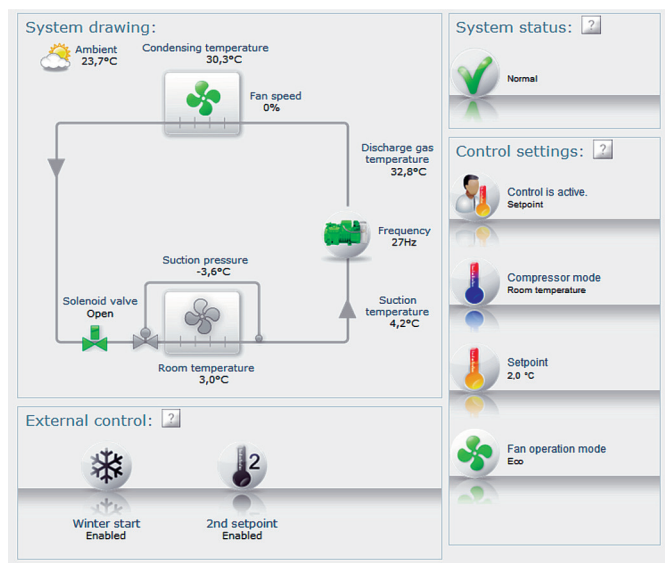 System drawing:
Ambient
23,7°C
Condensing temperature
30,3°C
Fan speed
0%
Discharge gas
temperature
32,8°C
Frequency
27Hz
Suction pressure
-3,6°C
Solenoid valve
Open
Suction
temperature
4,2°C
Room temperature
3,0°C
External control: ?
2
Winter start
Enabled
2nd setpoint
Enabled
System status: ?
Normal
Control settings: ?
Control is active.
Setpoint
Compressor mode
Room temperature
Setpoint
2,0 °C
Fan operation mode
Eco